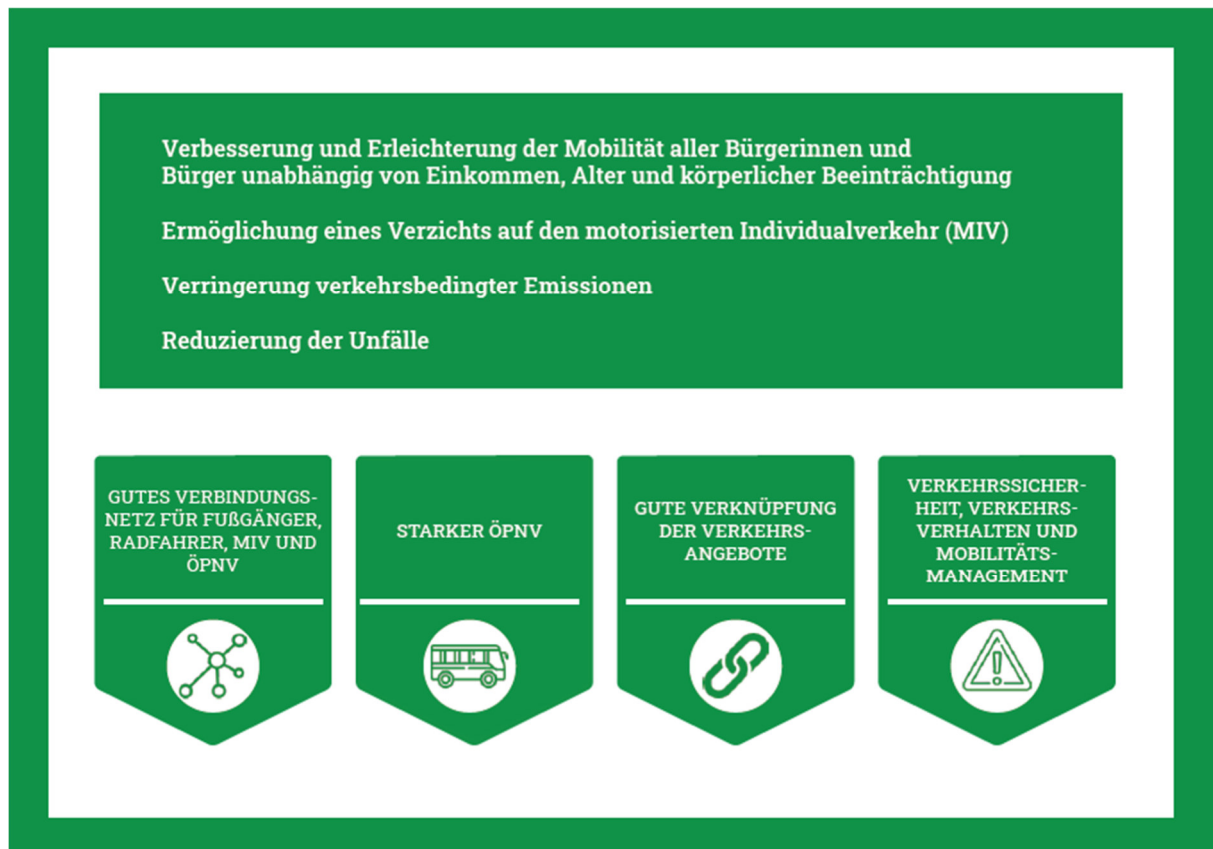 Verbesserung und Erleichterung der Mobilität aller Bürgerinnen und
Bürger unabhängig von Einkommen, Alter und körperlicher Beeinträchtigung
Ermöglichung eines Verzichts auf den motorisierten Individualverkehr (MIV)
Verringerung verkehrsbedingter Emissionen
Reduzierung der Unfälle
GUTES VERBINDUNGS-
NETZ FÜR FUßGÄNGER,
RADFAHRER, MIV UND
ÖPNV
STARKER ÖPNV
GUTE VERKNÜPFUNG
DER VERKEHRS-
ANGEBOTE
VERKEHRSSICHER-
HEIT, VERKEHRS-
VERHALTEN UND
MOBILITÄTS-
MANAGEMENT